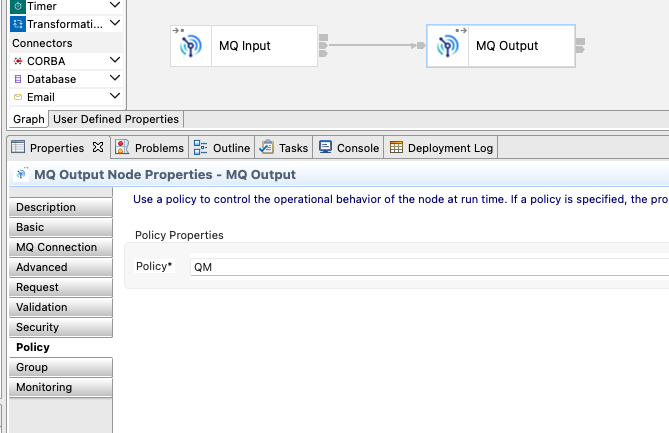 Timer
Transformati...
Connectors
CORBA
Database
Email
MQ Input
MQ Output
Graph User Defined Properties
Properties Problems Outline Tasks Console Deployment Log
MQ Output Node Properties - MQ Output
Description
Basic
MQ Connection
Advanced
Request
Validation
Security
Policy
Group
Monitoring
Use a policy to control the operational behavior of the node at run time. If a policy is specified, the pro
Policy Properties
Policy* QM